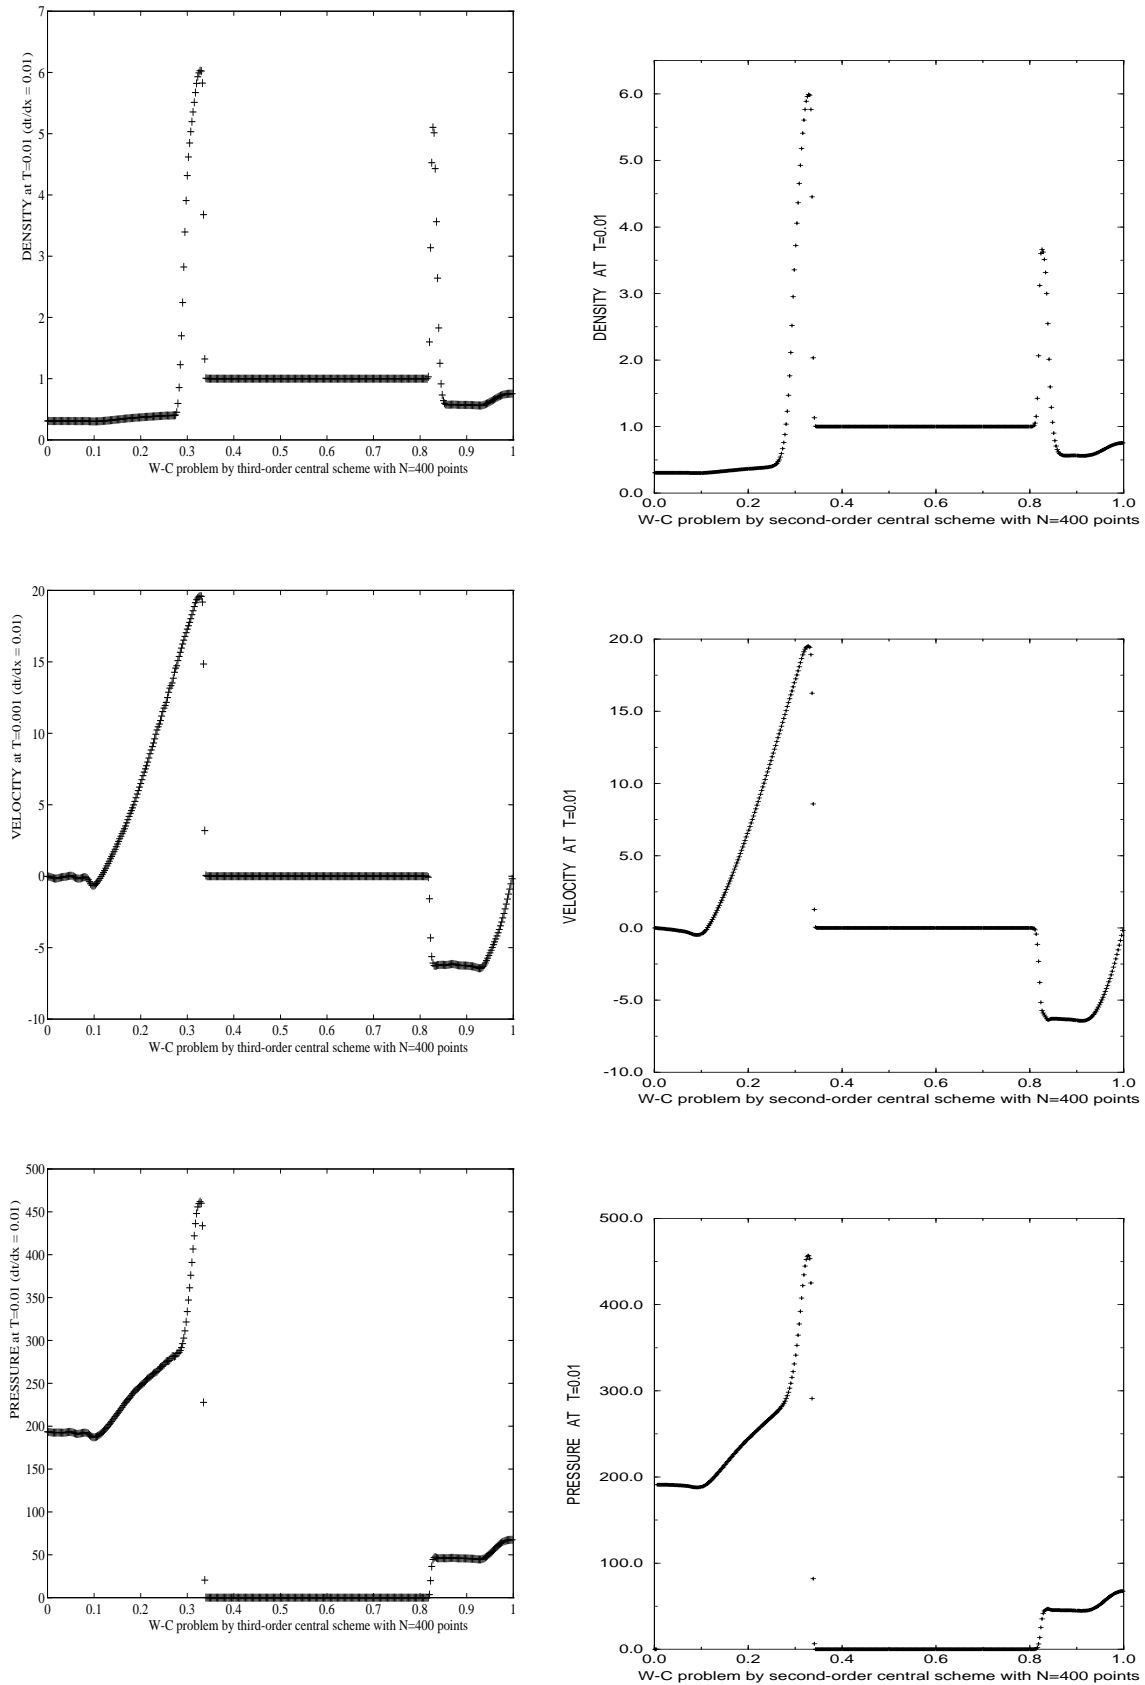 7
6
5
4
3
2
1
0
DENSITY at T=0.01 (dt/dx = 0.01)
0 0.1 0.2 0.3 0.4 0.5 0.6 0.7 0.8 0.9 1
W-C problem by third-order central scheme with N=400 points
6.0
5.0
4.0
3.0
2.0
1.0
0.0
DENSITY AT T=0.01
0.0 0.2 0.4 0.6 0.8 1.0
W-C problem by second-order central scheme with N=400 points
20
15
10
5
0
-5
-10
VELOCITY at T=0.001 (dt/dx = 0.01)
0 0.1 0.2 0.3 0.4 0.5 0.6 0.7 0.8 0.9 1
W-C problem by third-order central scheme with N=400 points
20.0
15.0
10.0
5.0
0.0
-5.0
-10.0
VELOCITY AT T=0.01
0.0 0.2 0.4 0.6 0.8 1.0
W-C problem by second-order central scheme with N=400 points
500
450
400
350
300
250
200
150
100
50
0
PRESSURE at T=0.01 (dt/dx = 0.01)
0 0.1 0.2 0.3 0.4 0.5 0.6 0.7 0.8 0.9 1
W-C problem by third-order central scheme with N=400 points
500.0
400.0
300.0
200.0
100.0
0.0
PRESSURE AT T=0.01
0.0 0.2 0.4 0.6 0.8 1.0
W-C problem by second-order central scheme with N=400 points